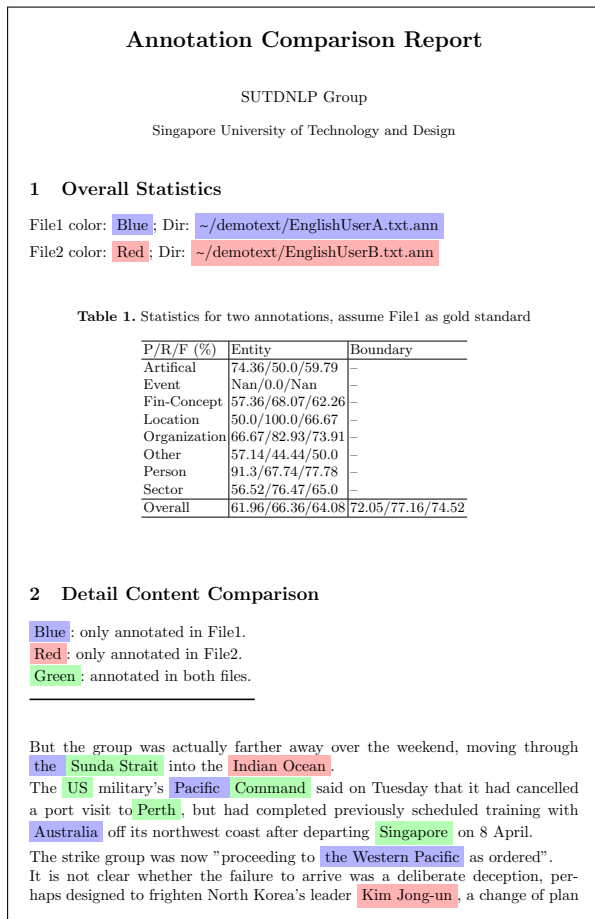 Annotation Comparison Report
SUTDNLP Group
Singapore University of Technology and Design
1 Overall Statistics
File1 color: Blue ; Dir: ~/demotext/EnglishUserA.txt.ann
File2 color: Red ; Dir: ~/demotext/EnglishUserB.txt.ann
Table 1. Statistics for two annotations, assume File1 as gold standard
P/R/F (%) Entity Boundary
Artifical 74.36/50.0/59.79 –
Event Nan/0.0/Nan –
Fin-Concept 57.36/68.07/62.26 –
Location 50.0/100.0/66.67 –
Organization 66.67/82.93/73.91 –
Other 57.14/44.44/50.0 –
Person 91.3/67.74/77.78 –
Sector 56.52/76.47/65.0 –
Overall 61.96/66.36/64.08 72.05/77.16/74.52
2 Detail Content Comparison
Blue : only annotated in File1.
Red : only annotated in File2.
Green : annotated in both files.
But the group was actually farther away over the weekend, moving through
the Sunda Strait into the Indian Ocean .
The US military's Pacific Command said on Tuesday that it had cancelled
a port visit to Perth , but had completed previously scheduled training with
Australia off its northwest coast after departing Singapore on 8 April.
The strike group was now ”proceeding to the Western Pacific as ordered”.
It is not clear whether the failure to arrive was a deliberate deception, per-
haps designed to frighten North Korea's leader Kim Jong-un , a change of plan